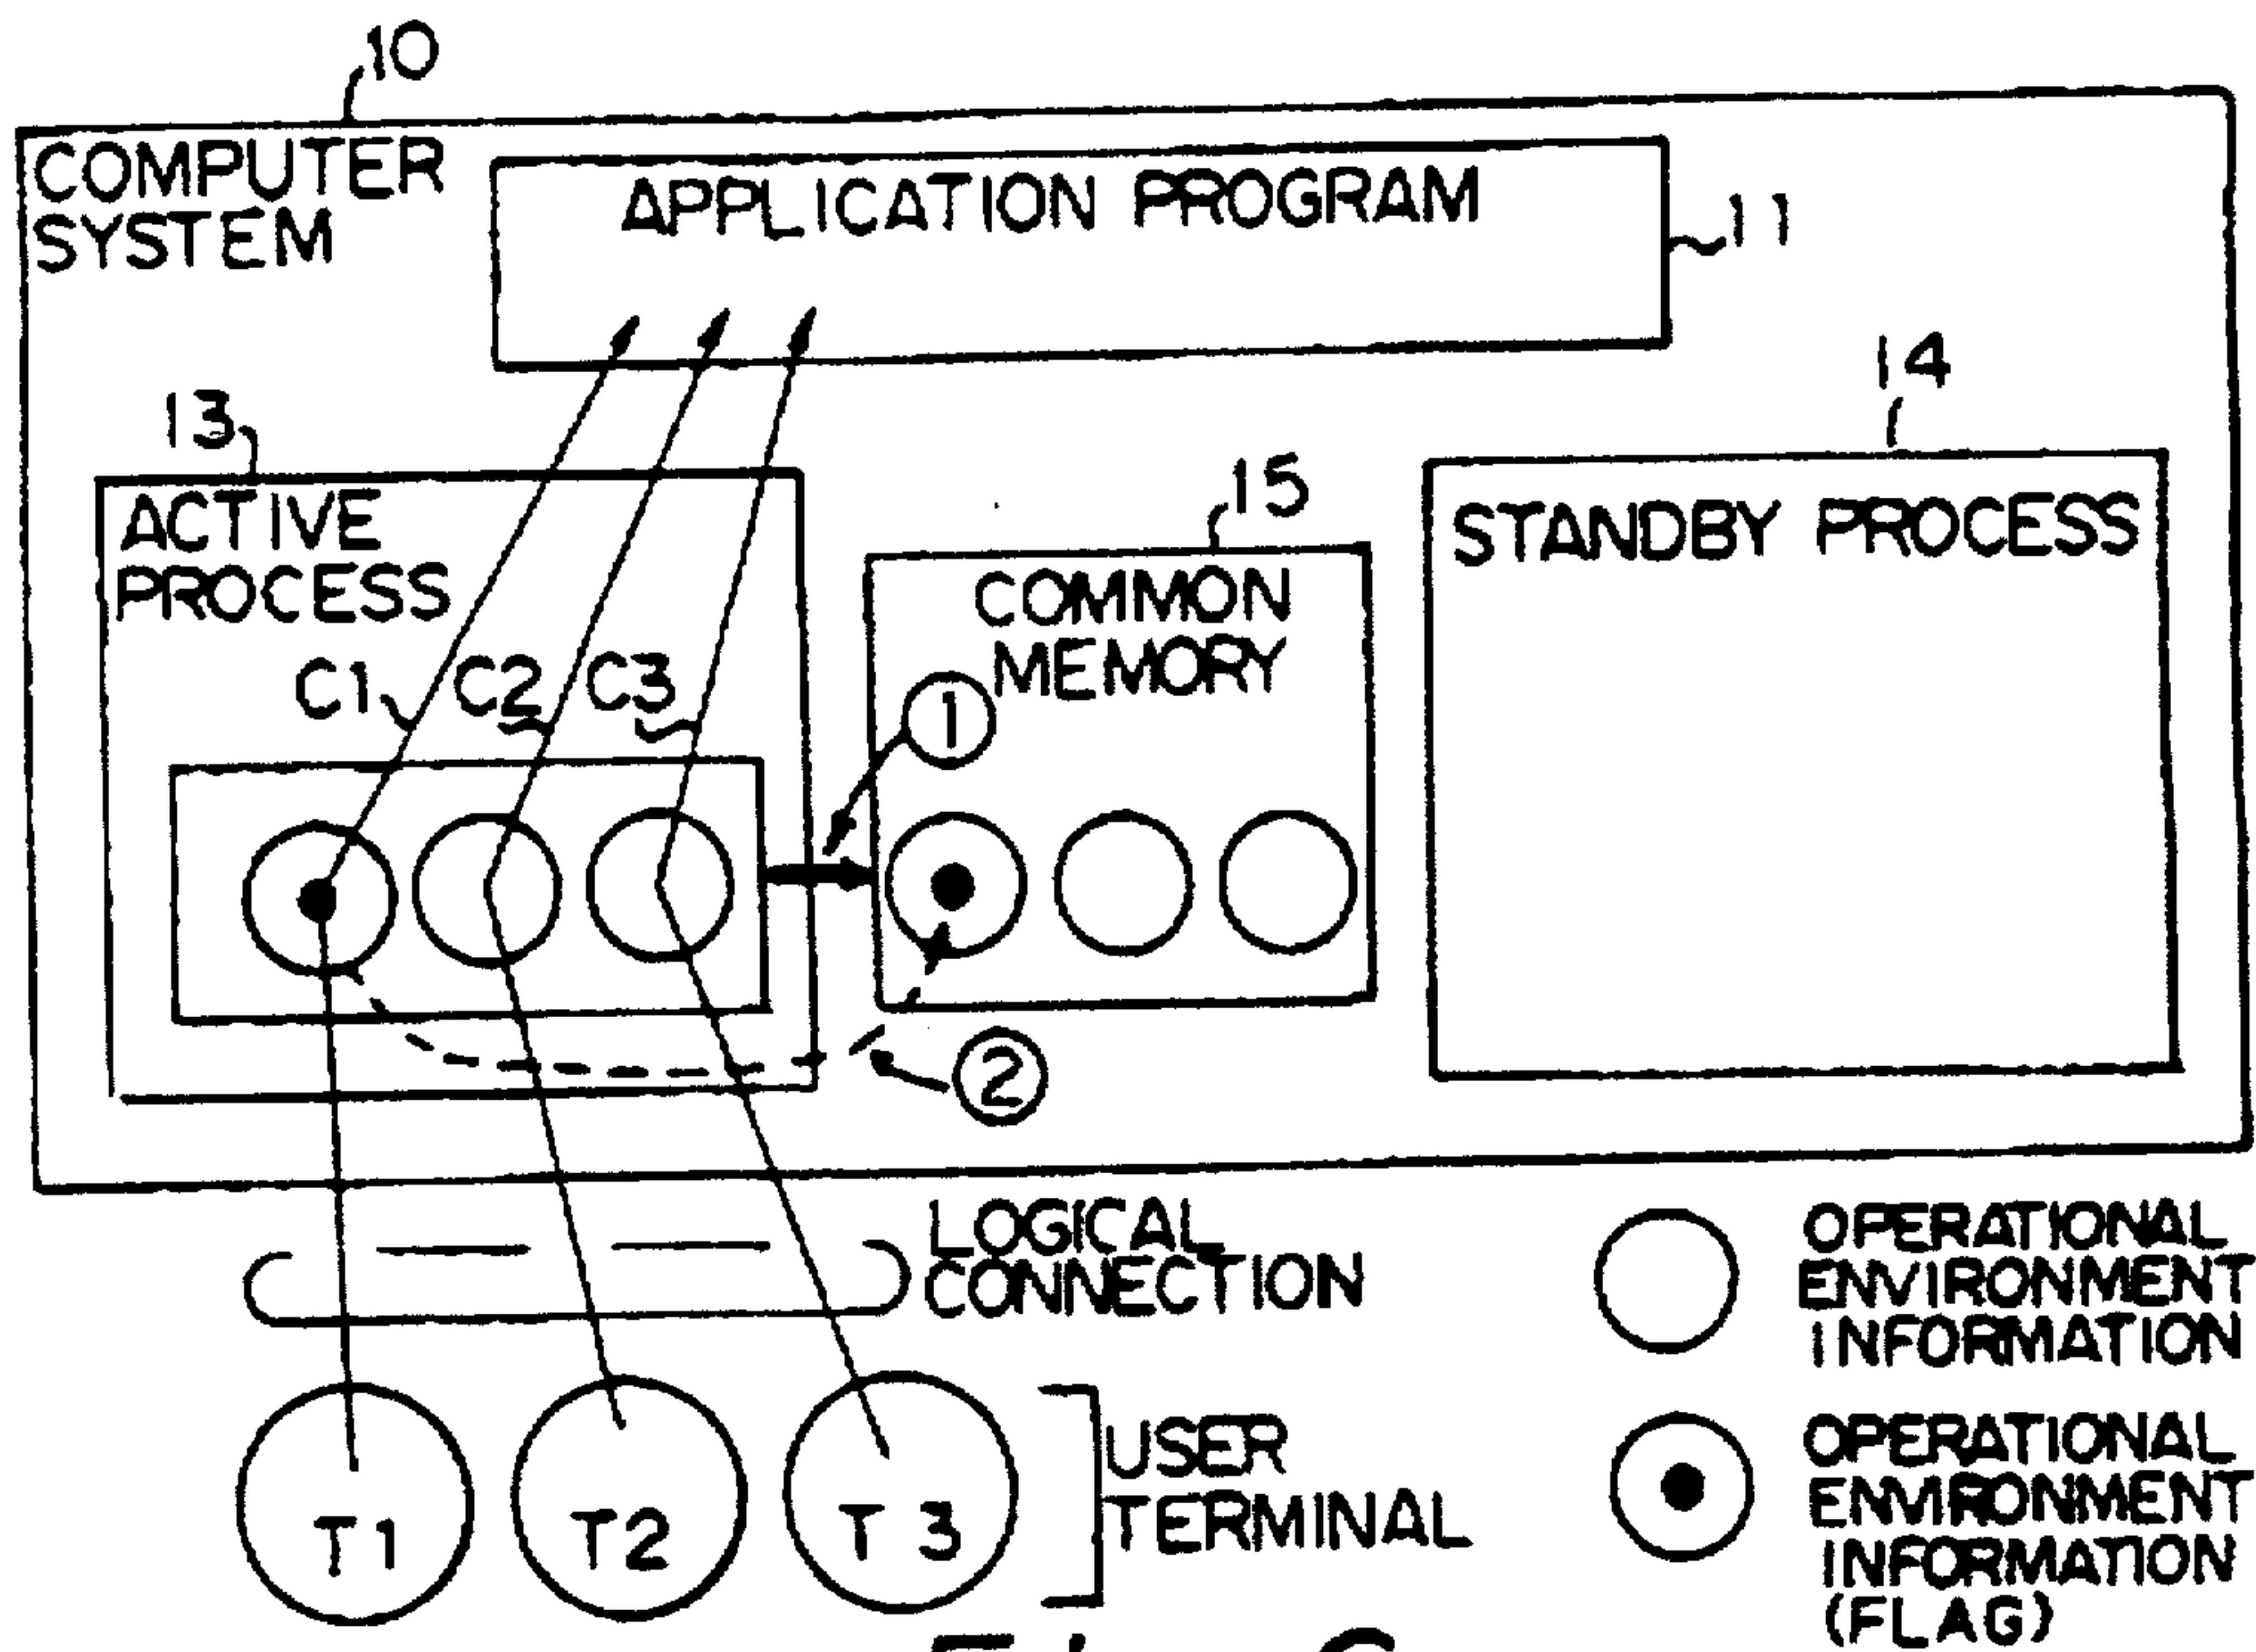 10
COMPUTER
SYSTEM
APPLICATION PROGRAM
11
13
14
15
ACTIVE
PROCESS
COMMON
MEMORY
STANDBY PROCESS
C1
C2
C3
1
2
LOGICAL
CONNECTION
OPERATIONAL
ENVIRONMENT
INFORMATION
T1
T2
T 3
USER
TERMINAL
OPERATIONAL
ENVIRONMENT
INFORMATION
(FLAG)